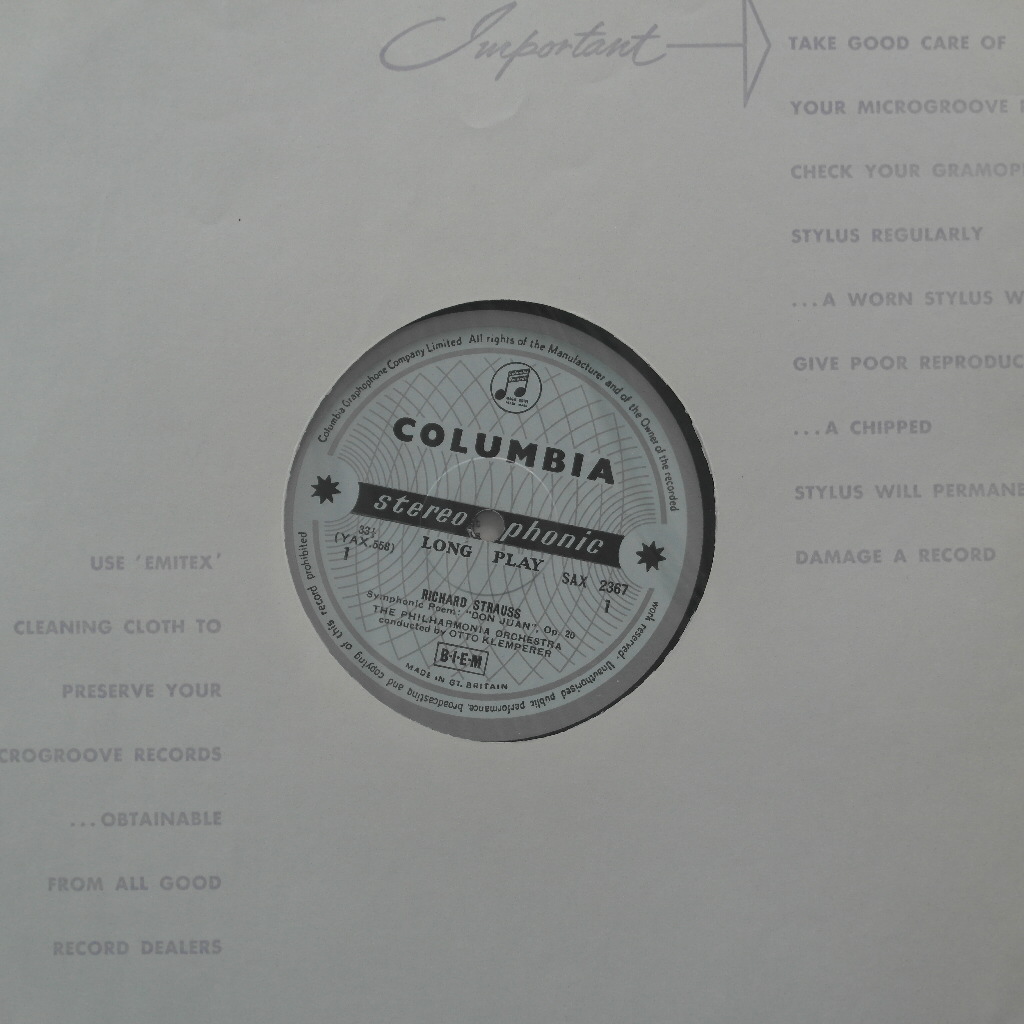 Important
TAKE GOOD CARE OF
YOUR MICROGROOVE
CHECK YOUR GRAMOP
STYLUS REGULARLY
...A WORN STYLUS W
GIVE POOR REPRODUC
...A CHIPPED
STYLUS WILL PERMANE
DAMAGE A RECORD
USE 'EMITEX'
CLEANING CLOTH TO
PRESERVE YOUR
CROGROOVE RECORDS
...OBTAINABLE
FROM ALL GOOD
RECORD DEALERS
Columbia Graphophone Company Limited All rights of the Manufacturer and of the Owner of the recorded
work reserved. Unauthorised public performance, broadcasting and copying of this record prohibited
COLUMBIA
stereophonic
33⅓
(YAX.558)
1
LONG PLAY
SAX 2367
1
RICHARD STRAUSS
Symphonic Poem: "DON JUAN", Op. 20
THE PHILHARMONIA ORCHESTRA
conducted by OTTO KLEMPERER
B·I·E·M
MADE IN GT. BRITAIN